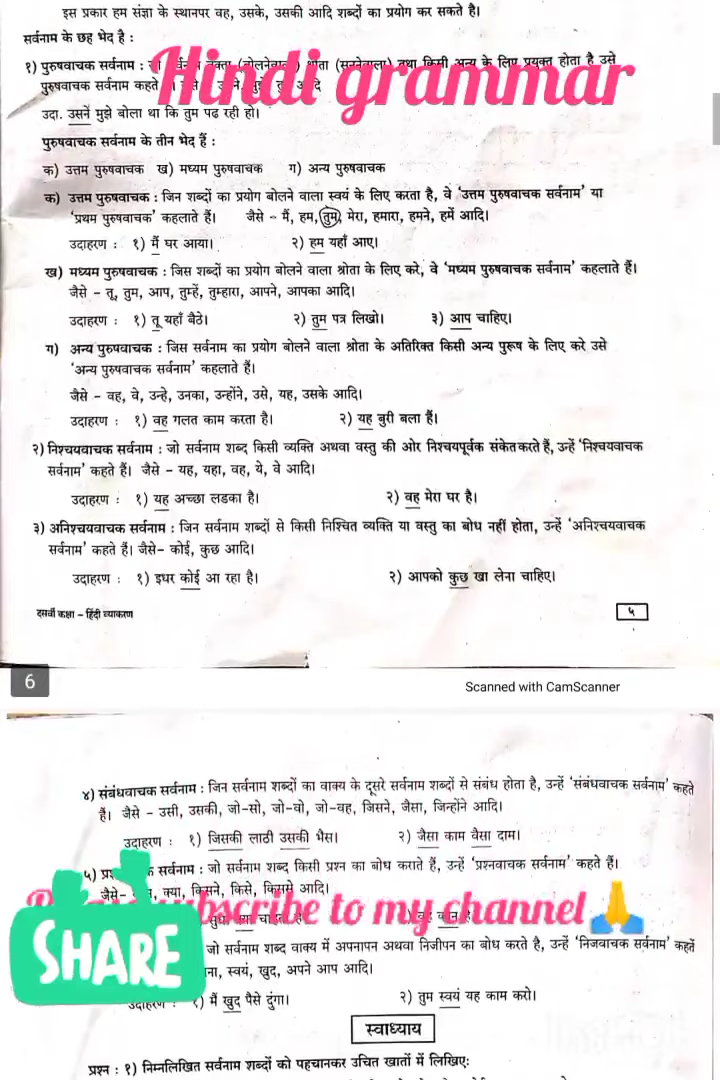 इस प्रकार हम संज्ञा के स्थानपर वह, उसके, उसकी आदि शब्दों का प्रयोग कर सकते है।
सर्वनाम के छह भेद है :
Hindi grammar
१) पुरुषवाचक सर्वनाम : तथा किसी अन्य के लिए प्रयुक्त होता है उसे
पुरुषवाचक सर्वनाम कहते
उदा. उसने मुझे बोला था कि तुम पढ रही हो।
पुरुषवाचक सर्वनाम के तीन भेद हैं :
क) उत्तम पुरुषवाचक ख) मध्यम पुरुषवाचक ग) अन्य पुरुषवाचक
क) उत्तम पुरुषवाचक : जिन शब्दों का प्रयोग बोलने वाला स्वयं के लिए करता है, वे 'उत्तम पुरुषवाचक सर्वनाम' या
'प्रथम पुरुषवाचक' कहलाते हैं। जैसे - मैं, हम, तुम, मेरा, हमारा, हमने, हमें आदि।
उदाहरण : १) मैं घर आया। २) हम यहाँ आए।
ख) मध्यम पुरुषवाचक : जिस शब्दों का प्रयोग बोलने वाला श्रोता के लिए करे, वे 'मध्यम पुरुषवाचक सर्वनाम' कहलाते हैं।
जैसे - तू, तुम, आप, तुम्हें, तुम्हारा, आपने, आपका आदि।
उदाहरण : १) तू यहाँ बैठे। २) तुम पत्र लिखो। ३) आप चाहिए।
ग) अन्य पुरुषवाचक : जिस सर्वनाम का प्रयोग बोलने वाला श्रोता के अतिरिक्त किसी अन्य पुरूष के लिए करे उसे
'अन्य पुरुषवाचक सर्वनाम' कहलाते हैं।
जैसे - वह, वे, उन्हे, उनका, उन्होंने, उसे, यह, उसके आदि।
उदाहरण : १) वह गलत काम करता है। २) यह बुरी बला हैं।
२) निश्चयवाचक सर्वनाम : जो सर्वनाम शब्द किसी व्यक्ति अथवा वस्तु की ओर निश्चयपूर्वक संकेत करते हैं, उन्हें 'निश्चयवाचक
सर्वनाम' कहते हैं। जैसे - यह, यहा, वह, ये, वे आदि।
उदाहरण : १) यह अच्छा लडका है। २) वह मेरा घर है।
३) अनिश्चयवाचक सर्वनाम : जिन सर्वनाम शब्दों से किसी निश्चित व्यक्ति या वस्तु का बोध नहीं होता, उन्हें 'अनिश्चयवाचक
सर्वनाम' कहते हैं। जैसे- कोई, कुछ आदि।
उदाहरण : १) इधर कोई आ रहा है। २) आपको कुछ खा लेना चाहिए।
दसवीं कक्षा - हिंदी व्याकरण ५
6
Scanned with CamScanner
४) संबंधवाचक सर्वनाम : जिन सर्वनाम शब्दों का वाक्य के दूसरे सर्वनाम शब्दों से संबंध होता है, उन्हें 'संबंधवाचक सर्वनाम' कहते
हैं। जैसे - उसी, उसकी, जो-सो, जो-वो, जो-वह, जिसने, जैसा, जिन्होंने आदि।
उदाहरण : १) जिसकी लाठी उसकी भैस। २) जैसा काम वैसा दाम।
५) सर्वनाम : जो सर्वनाम शब्द किसी प्रश्न का बोध कराते हैं, उन्हें 'प्रश्नवाचक सर्वनाम' कहते हैं।
जैसे- क्या, किसने, किसे, किससे आदि।
subscribe to my channel 🙏
SHARE
जो सर्वनाम शब्द वाक्य में अपनापन अथवा निजीपन का बोध करते है, उन्हें 'निजवाचक सर्वनाम' कहतें
स्वयं, खुद, अपने आप आदि।
उदाहरण : १) मैं खुद पैसे दुंगा। २) तुम स्वयं यह काम करो।
स्वाध्याय
प्रश्न : १) निम्नलिखित सर्वनाम शब्दों को पहचानकर उचित खातों में लिखिए: